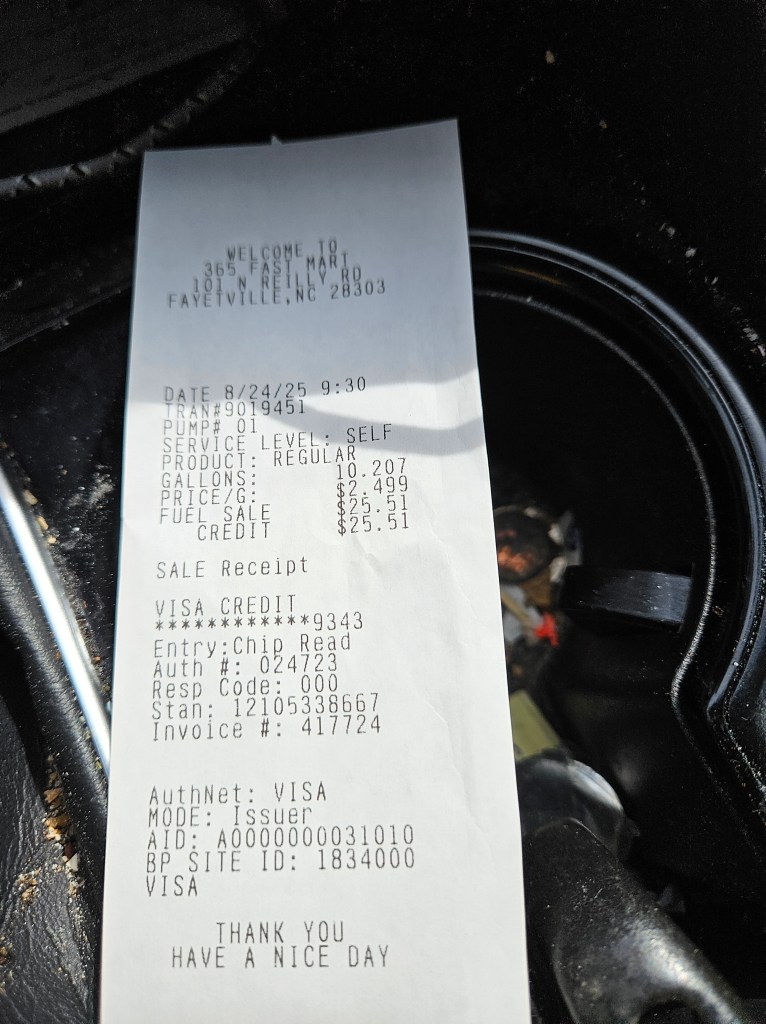 WELCOME TO
365 FAST MART
101 N REILLY RD
FAYETVILLE,NC 28303
DATE 8/24/25 9:30
TRAN#9019451
PUMP# 01
SERVICE LEVEL: SELF
PRODUCT: REGULAR
GALLONS: 10.207
PRICE/G: $2.499
FUEL SALE $25.51
CREDIT $25.51
SALE Receipt
VISA CREDIT
************9343
Entry:Chip Read
Auth #: 024723
Resp Code: 000
Stan: 12105338667
Invoice #: 417724
AuthNet: VISA
MODE: Issuer
AID: A0000000031010
BP SITE ID: 1834000
VISA
THANK YOU
HAVE A NICE DAY